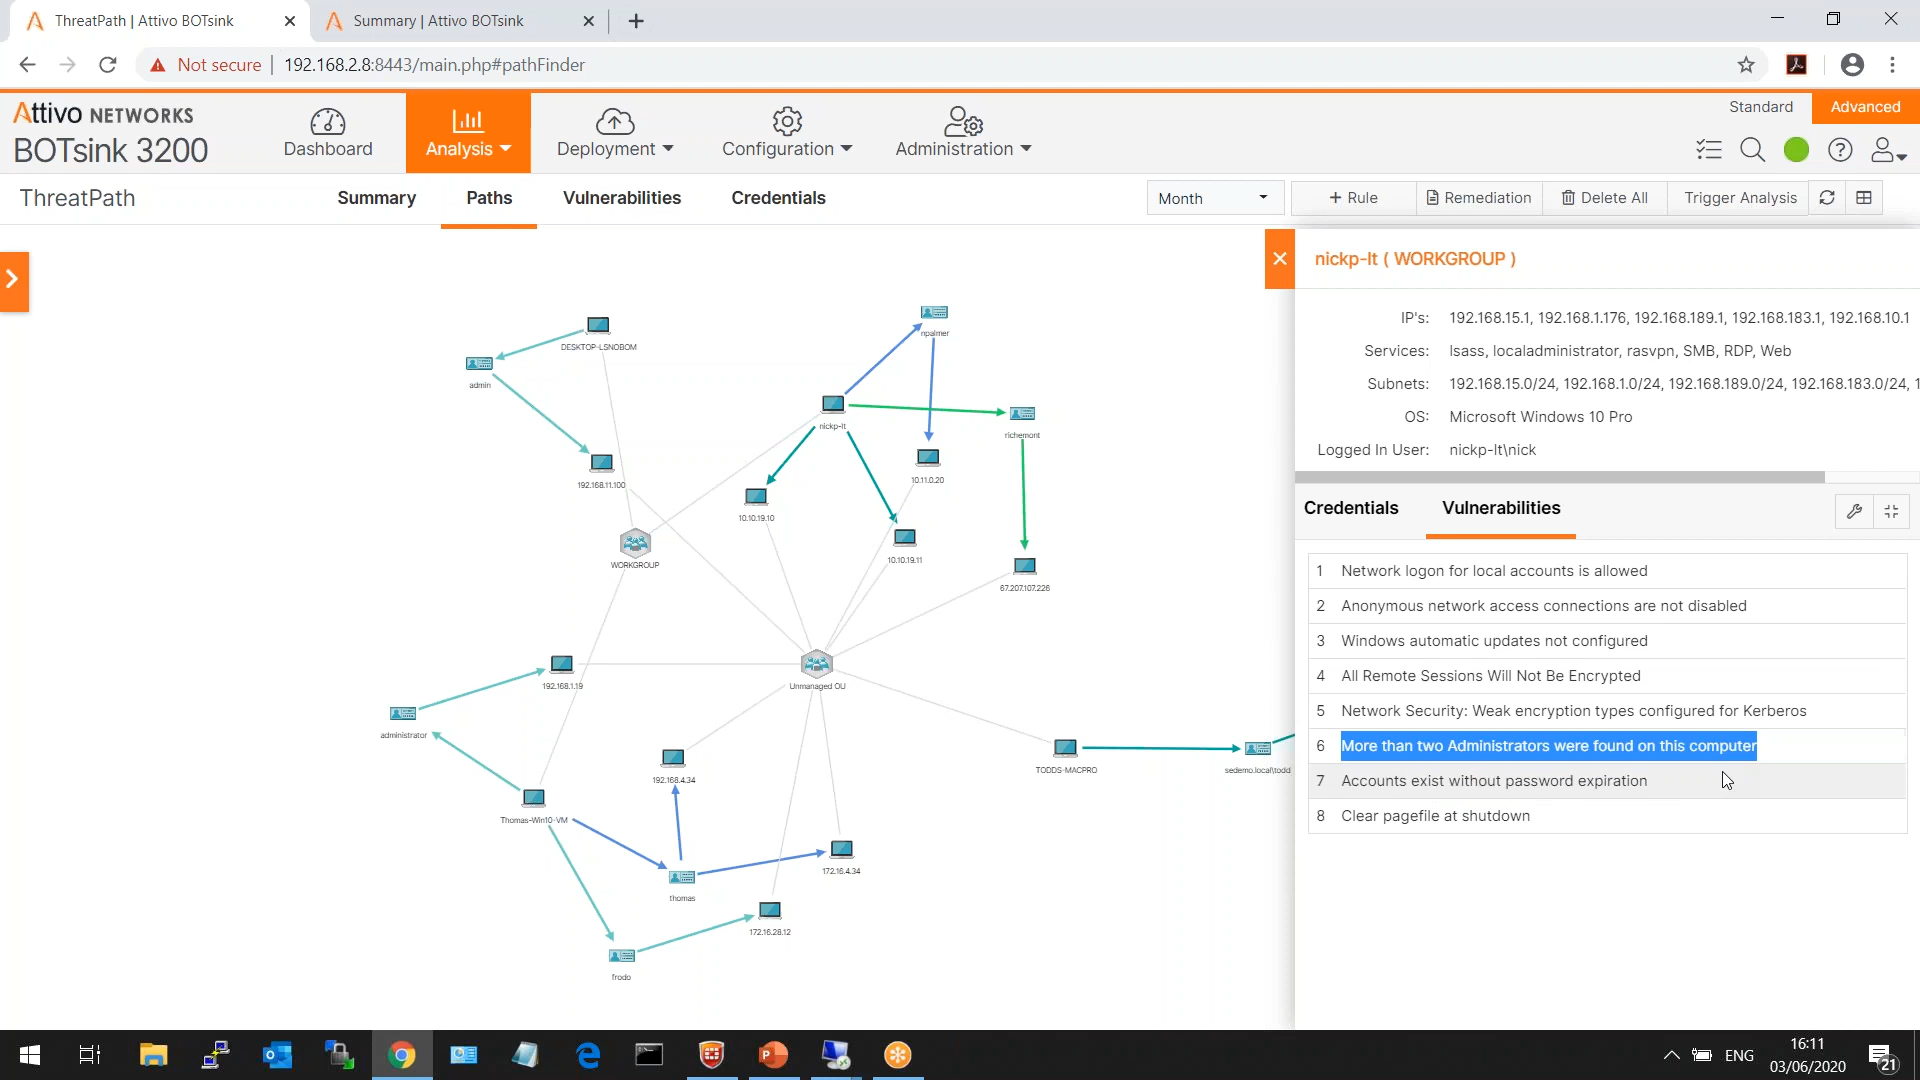 ThreatPath | Attivo BOTsink
Summary | Attivo BOTsink
Not secure
192.168.2.8:8443/main.php#pathFinder
Attivo NETWORKS
BOTsink 3200
Dashboard
Analysis
Deployment
Configuration
Administration
Standard
Advanced
ThreatPath
Summary
Paths
Vulnerabilities
Credentials
Month
+ Rule
Remediation
Delete All
Trigger Analysis
nickp-lt ( WORKGROUP )
IP's: 192.168.15.1, 192.168.1.176, 192.168.189.1, 192.168.183.1, 192.168.10.1
Services: lsass, localadministrator, rasvpn, SMB, RDP, Web
Subnets: 192.168.15.0/24, 192.168.1.0/24, 192.168.189.0/24, 192.168.183.0/24, 1
OS: Microsoft Windows 10 Pro
Logged In User: nickp-lt\nick
Credentials
Vulnerabilities
1 Network logon for local accounts is allowed
2 Anonymous network access connections are not disabled
3 Windows automatic updates not configured
4 All Remote Sessions Will Not Be Encrypted
5 Network Security: Weak encryption types configured for Kerberos
6 More than two Administrators were found on this computer
7 Accounts exist without password expiration
8 Clear pagefile at shutdown
DESKTOP-LSNOBOM
npalmer
admin
nickp-lt
richemont
192.168.11.100
10.11.0.20
10.10.19.10
WORKGROUP
10.10.19.11
67.207.107.226
192.168.1.19
Unmanaged OU
administrator
192.168.4.34
TODDS-MACPRO
sedemo.local\todd
Thomas-Win10-VM
172.16.4.34
thomas
172.16.28.12
frodo
ENG
16:11
03/06/2020
21